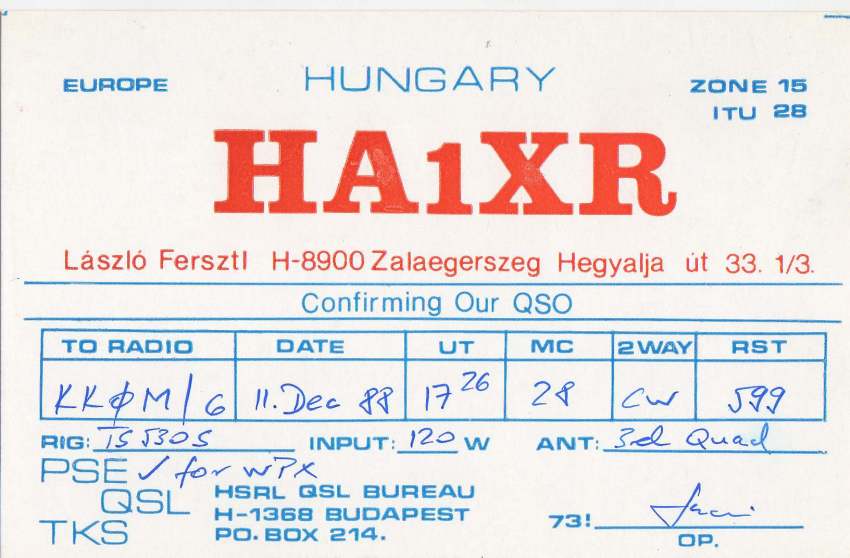 EUROPE HUNGARY ZONE 15
ITU 28
HA1XR
László Fersztl H-8900 Zalaegerszeg Hegyalja út 33. 1/3.
Confirming Our QSO
TO RADIO DATE UT MC 2WAY RST
KKØM/6 11. Dec 88 17 26 28 CW 599
RIG: TS530S INPUT: 120 W ANT: 3el Quad
PSE ✓ for WPX
QSL HSRL QSL BUREAU
H-1368 BUDAPEST
TKS PO. BOX 214. 73!
OP.